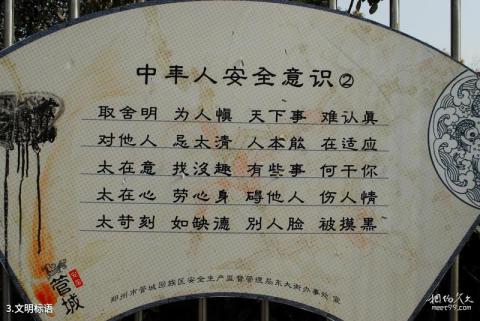 中年人安全意识②
取舍明 为人慎 天下事 难认真
对他人 忌太清 人本能 在适应
太在意 找没趣 有些事 何干你
太在心 劳心身 碍他人 伤人情
太苛刻 如缺德 别人脸 被摸黑
管城
郑州市管城回族区安全生产监督管理局东大街办事处 宣
meet99.com
3.文明标语